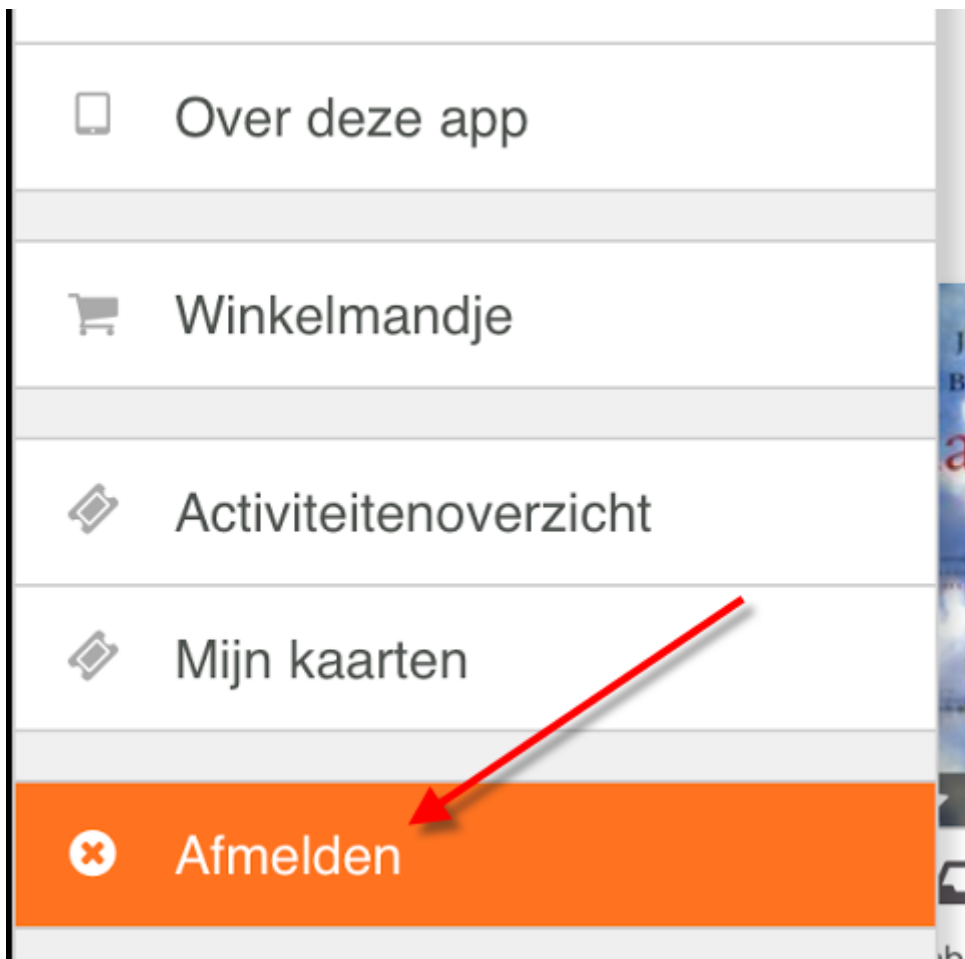 Over deze app
Winkelmandje
Activiteitenoverzicht
Mijn kaarten
Afmelden